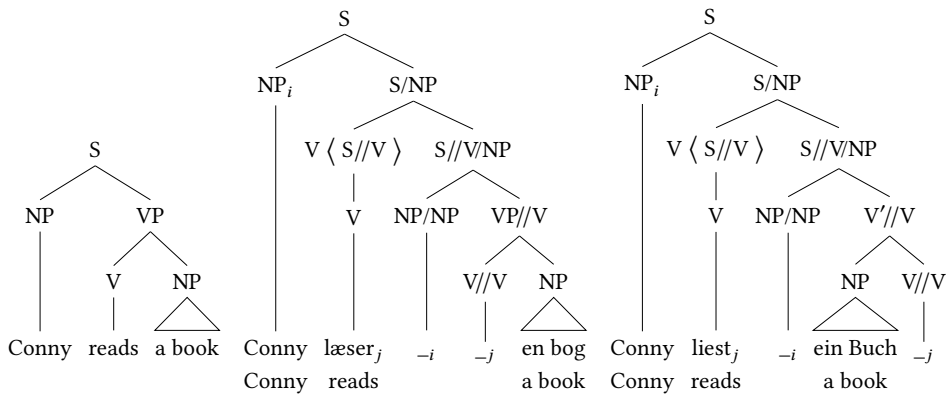 S
NP VP
V NP
Conny reads a book
S
NP_i S/NP
V ⟨ S//V ⟩ S//V/NP
V NP/NP VP//V
V//V NP
Conny læser_j _i _j en bog
Conny reads a book
S
NP_i S/NP
V ⟨ S//V ⟩ S//V/NP
V NP/NP V′//V
NP V//V
Conny liest_j _i ein Buch _j
Conny reads a book